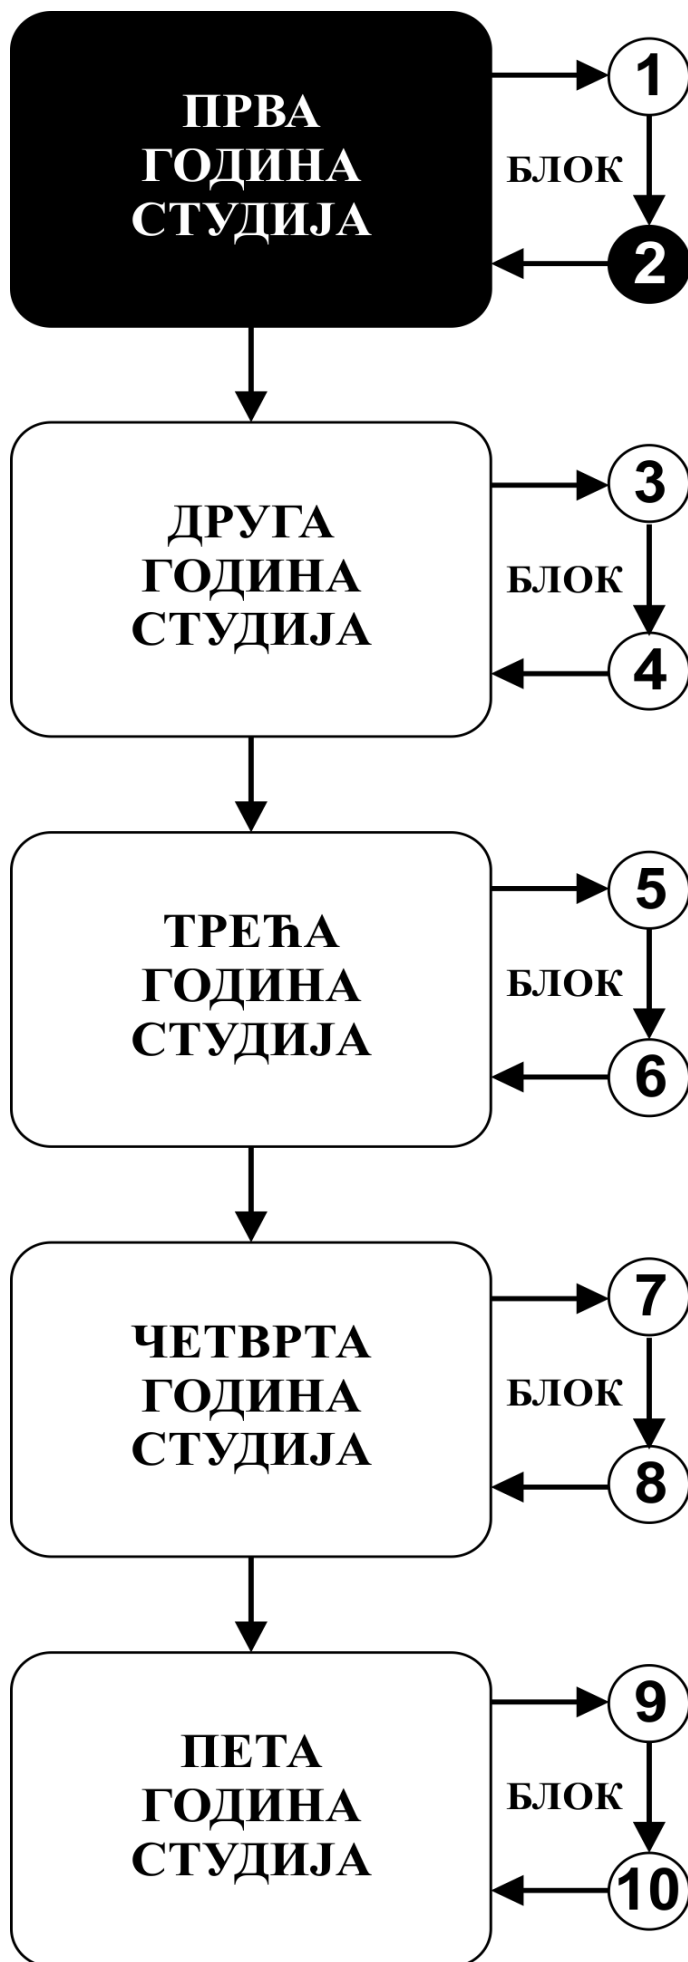 ПРВА
ГОДИНА
СТУДИЈА
1
БЛОК
2
ДРУГА
ГОДИНА
СТУДИЈА
3
БЛОК
4
ТРЕЋА
ГОДИНА
СТУДИЈА
5
БЛОК
6
ЧЕТВРТА
ГОДИНА
СТУДИЈА
7
БЛОК
8
ПЕТА
ГОДИНА
СТУДИЈА
9
БЛОК
10